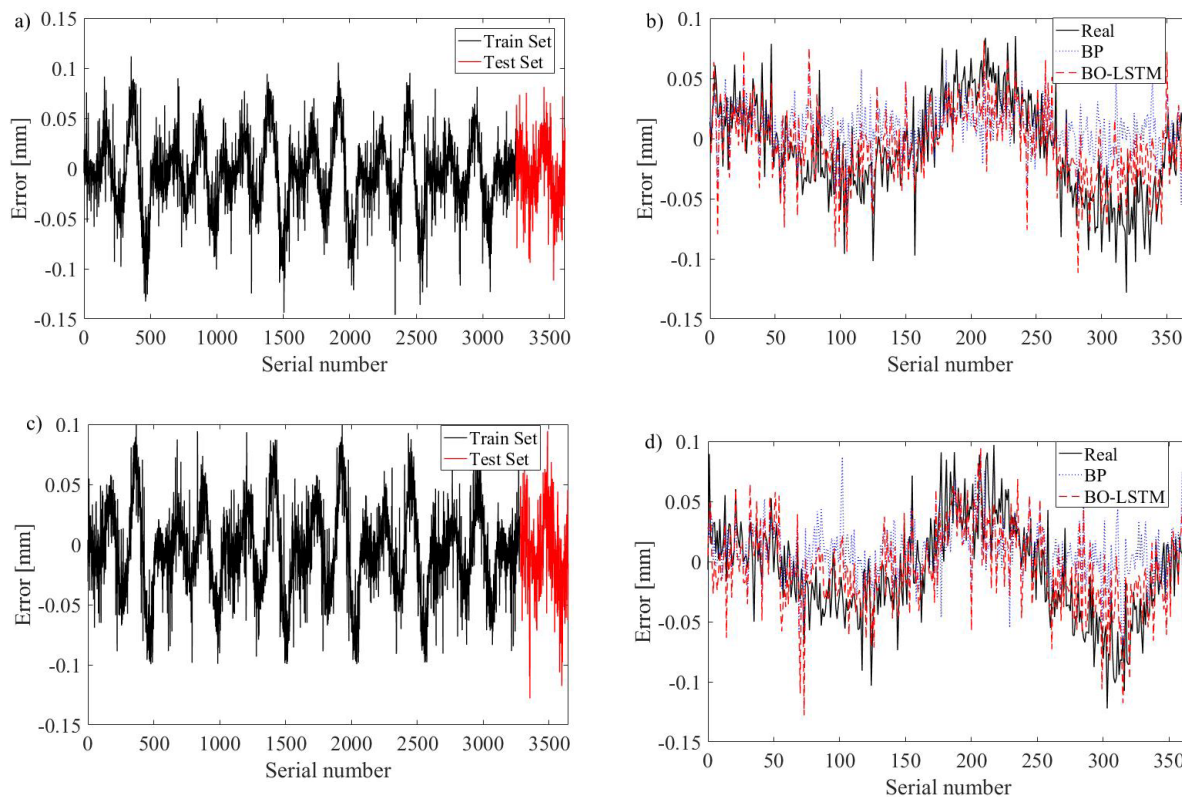 a)
0.15
0.1
0.05
0
-0.05
-0.1
-0.15
Error [mm]
Train Set
Test Set
0 500 1000 1500 2000 2500 3000 3500
Serial number
b)
0.1
0.05
0
-0.05
-0.1
-0.15
Error [mm]
Real
BP
BO-LSTM
0 50 100 150 200 250 300 350
Serial number
c)
0.1
0.05
0
-0.05
-0.1
-0.15
Error [mm]
Train Set
Test Set
0 500 1000 1500 2000 2500 3000 3500
Serial number
d)
0.1
0.05
0
-0.05
-0.1
-0.15
Error [mm]
Real
BP
BO-LSTM
0 50 100 150 200 250 300 350
Serial number